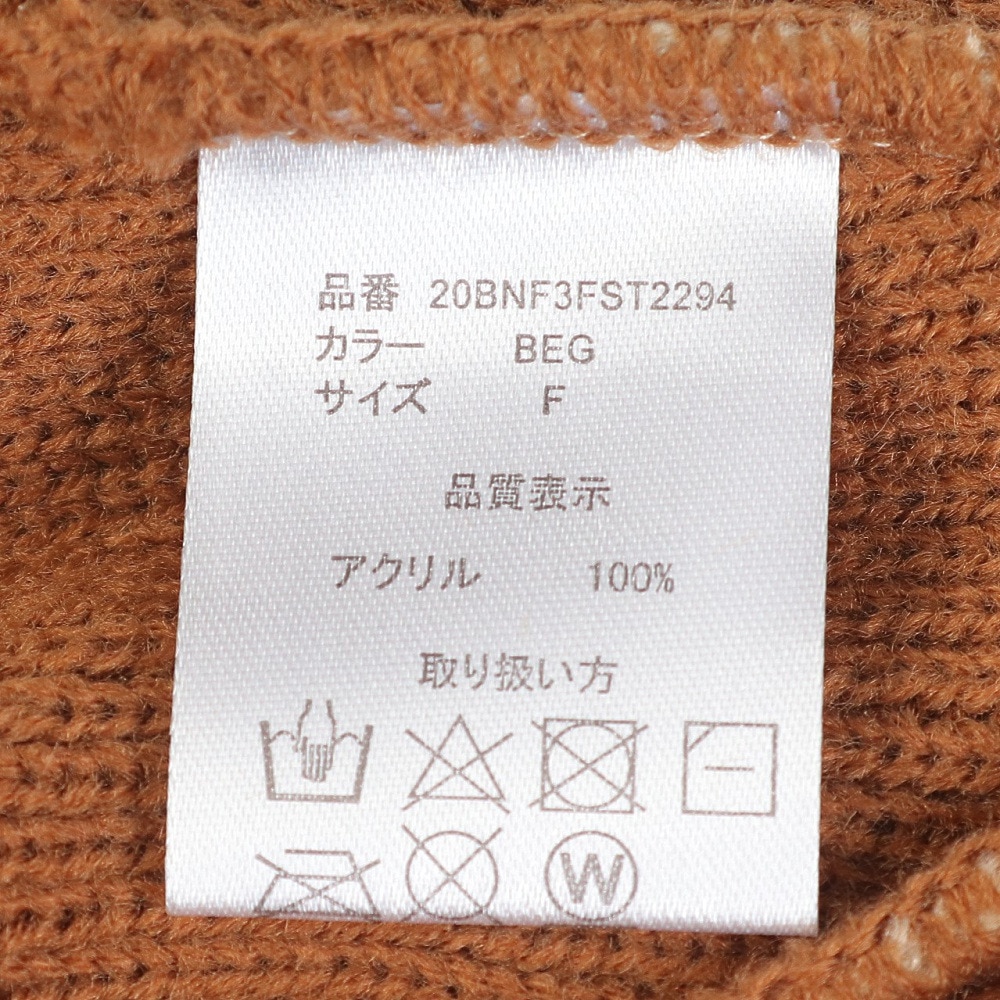 品番 20BNF3FST2294
カラー BEG
サイズ F
品質表示
アクリル 100%
取り扱い方
W